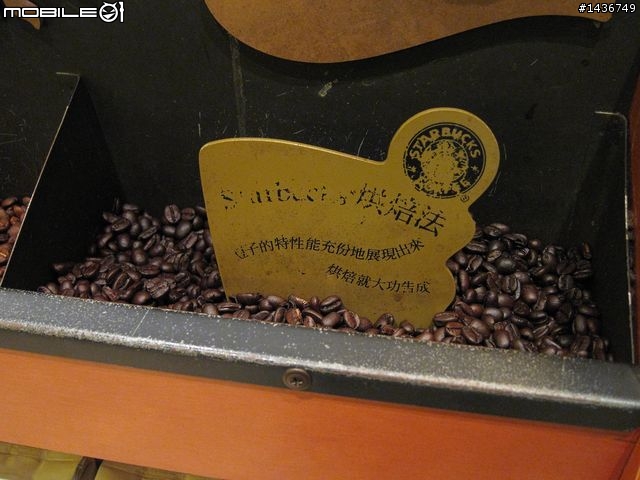 MOBILE01
#1436749
STARBUCKS COFFEE
Starbucks 烘焙法
豆子的特性能充份地展現出來
烘焙就大功告成